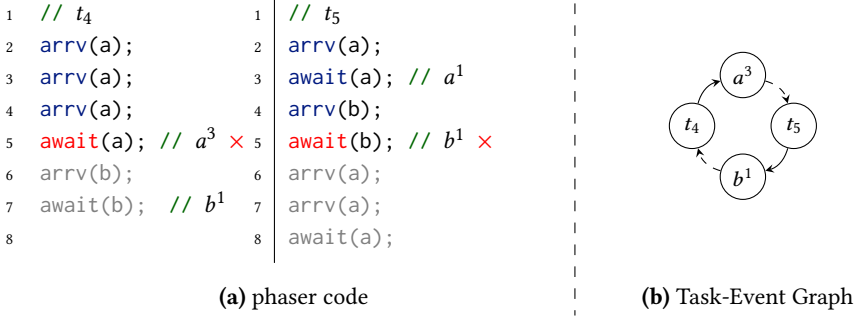 1 // t₄
2 arrv(a);
3 arrv(a);
4 arrv(a);
5 await(a); // a³ ×
6 arrv(b);
7 await(b); // b¹
8
1 // t₅
2 arrv(a);
3 await(a); // a¹
4 arrv(b);
5 await(b); // b¹ ×
6 arrv(a);
7 arrv(a);
8 await(a);
(a) phaser code
a³
t₄ t₅
b¹
(b) Task-Event Graph